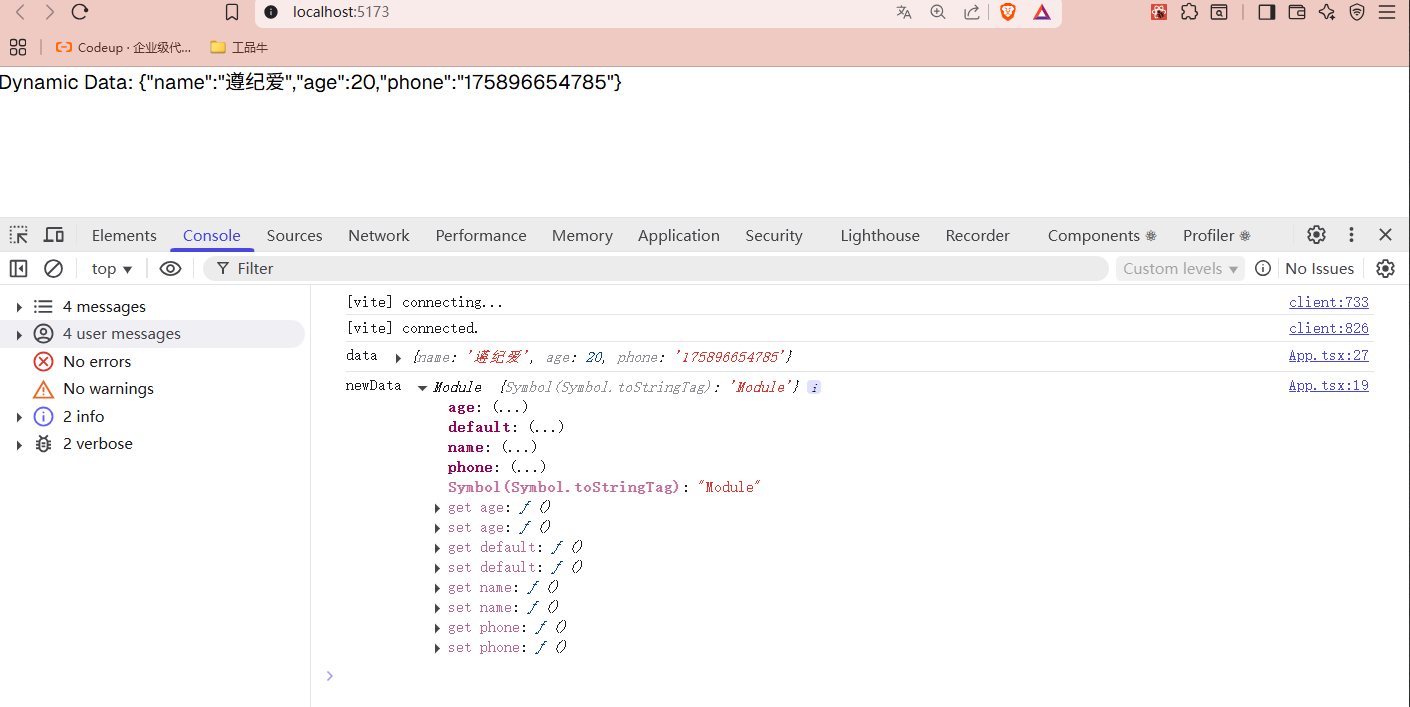 localhost:5173
Codeup · 企业级代... 工品牛
Dynamic Data: {"name":"遵纪爱","age":20,"phone":"175896654785"}
Elements Console Sources Network Performance Memory Application Security Lighthouse Recorder Components Profiler
top Filter Custom levels No Issues
4 messages
4 user messages
No errors
No warnings
2 info
2 verbose
[vite] connecting... client:733
[vite] connected. client:826
data {name: '遵纪爱', age: 20, phone: '175896654785'} App.tsx:27
newData Module {Symbol(Symbol.toStringTag): 'Module'} i App.tsx:19
age: (...)
default: (...)
name: (...)
phone: (...)
Symbol(Symbol.toStringTag): "Module"
get age: ƒ ()
set age: ƒ ()
get default: ƒ ()
set default: ƒ ()
get name: ƒ ()
set name: ƒ ()
get phone: ƒ ()
set phone: ƒ ()